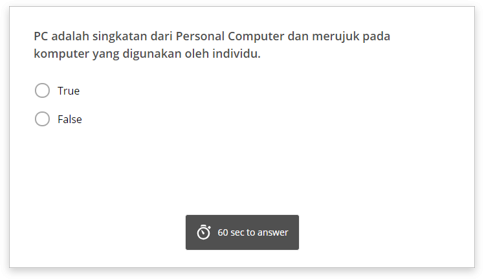 PC adalah singkatan dari Personal Computer dan merujuk pada
komputer yang digunakan oleh individu.
True
False
60 sec to answer